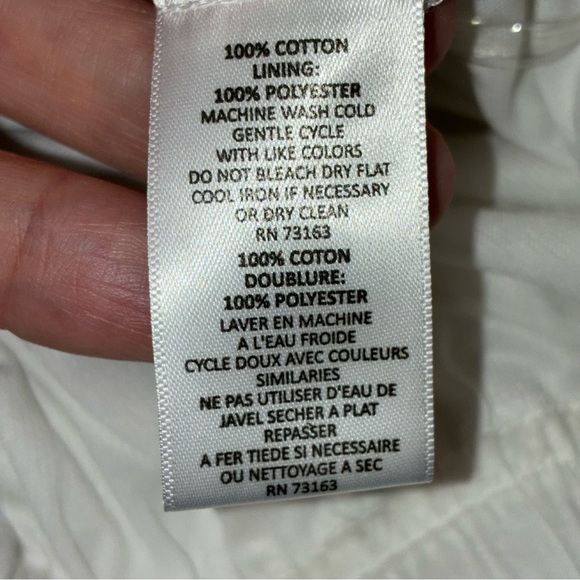 100% COTTON
LINING:
100% POLYESTER
MACHINE WASH COLD
GENTLE CYCLE
WITH LIKE COLORS
DO NOT BLEACH DRY FLAT
COOL IRON IF NECESSARY
OR DRY CLEAN
RN 73163
100% COTON
DOUBLURE:
100% POLYESTER
LAVER EN MACHINE
A L'EAU FROIDE
CYCLE DOUX AVEC COULEURS
SIMILARIES
NE PAS UTILISER D'EAU DE
JAVEL SECHER A PLAT
REPASSER
A FER TIEDE SI NECESSAIRE
OU NETTOYAGE A SEC
RN 73163